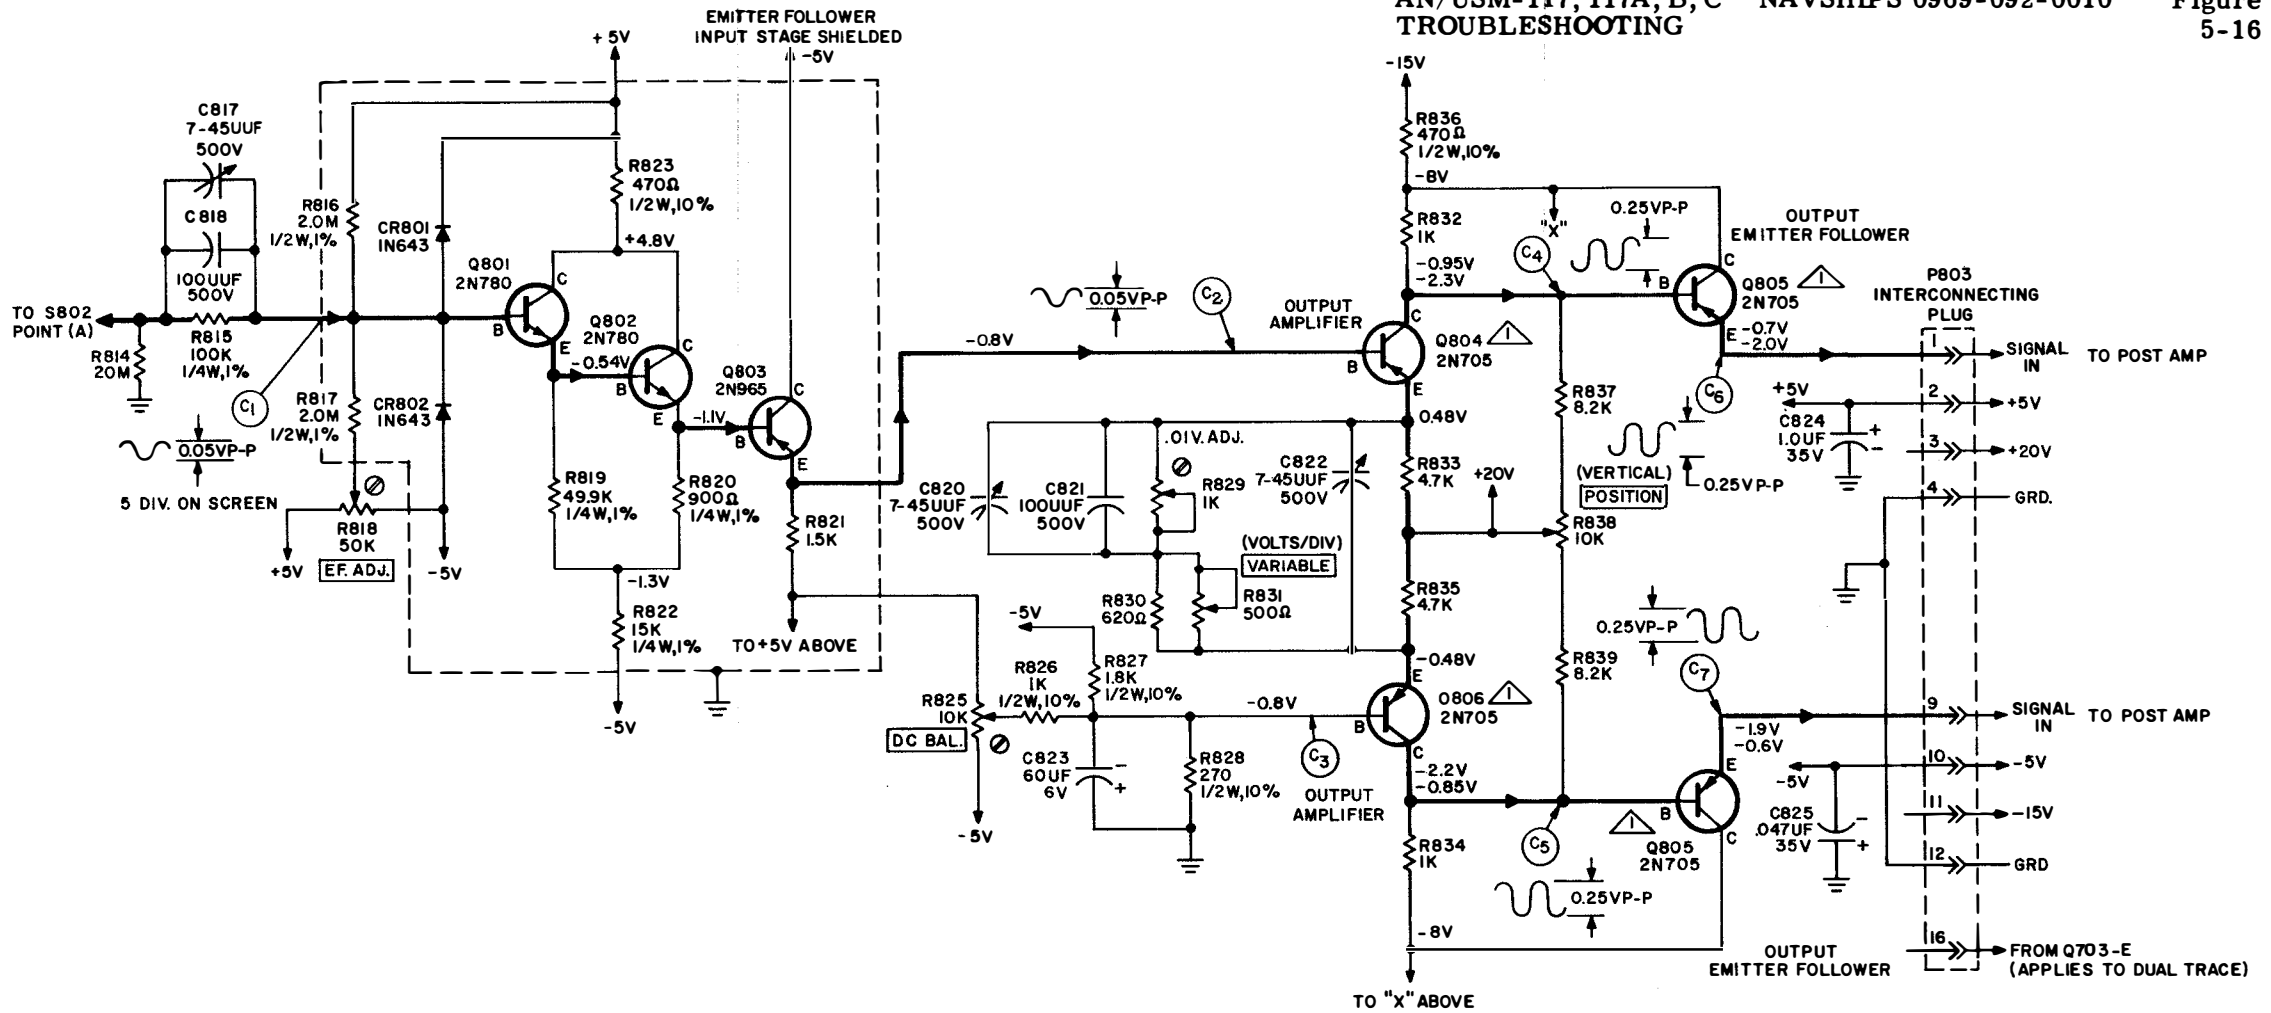 AN/USM-117, 117A, B, C NAVSHIPS 0969-092-0010 Figure
TROUBLESHOOTING 5-16
EMITTER FOLLOWER
INPUT STAGE SHIELDED
+5V
-5V
C817
7-45UUF
500V
C818
100UUF
500V
TO S802
POINT (A)
R814
20M
R815
100K
1/4W,1%
C1
0.05VP-P
5 DIV. ON SCREEN
R816
2.0M
1/2W,1%
R817
2.0M
1/2W,1%
R818
50K
EF. ADJ.
+5V
-5V
CR801
1N643
CR802
1N643
R823
470Ω
1/2W,10%
+4.8V
Q801
2N780
C
B
E
-0.54V
Q802
2N780
C
B
E
-1.1V
Q803
2N965
C
B
E
R819
49.9K
1/4W,1%
R820
900Ω
1/4W,1%
R821
1.5K
-1.3V
R822
15K
1/4W,1%
-5V
TO +5V ABOVE
-0.8V
0.05VP-P
C2
OUTPUT
AMPLIFIER
-15V
R836
470Ω
1/2W,10%
-8V
R832
1K
-0.95V
-2.3V
C
B
E
Q804
2N705
1
"X"
C4
0.25VP-P
OUTPUT
EMITTER FOLLOWER
C
B
E
Q805
2N705
1
-0.7V
-2.0V
C6
P803
INTERCONNECTING
PLUG
1
SIGNAL
IN
TO POST AMP
+5V
2
+5V
C824
1.0UF
35V
+
-
3
+20V
4
GRD.
0.48V
.01V. ADJ.
C820
7-45UUF
500V
C821
100UUF
500V
R829
1K
C822
7-45UUF
500V
R833
4.7K
+20V
R837
8.2K
(VERTICAL)
POSITION
0.25VP-P
R838
10K
(VOLTS/DIV)
VARIABLE
R830
620Ω
R831
500Ω
R835
4.7K
R839
8.2K
0.25VP-P
-0.48V
-5V
R827
1.8K
1/2W,10%
R826
1K
1/2W,10%
R825
10K
DC BAL.
-5V
C823
60UF
6V
-
+
R828
270
1/2W,10%
-0.8V
C3
OUTPUT
AMPLIFIER
E
B
C
Q806
2N705
1
-2.2V
-0.85V
R834
1K
C5
0.25VP-P
-8V
TO "X" ABOVE
C7
-1.9V
-0.6V
E
B
C
1
Q805
2N705
OUTPUT
EMITTER FOLLOWER
9
SIGNAL
IN
TO POST AMP
-5V
10
-5V
C825
.047UF
35V
-
+
11
-15V
12
GRD
16
FROM Q703-E
(APPLIES TO DUAL TRACE)